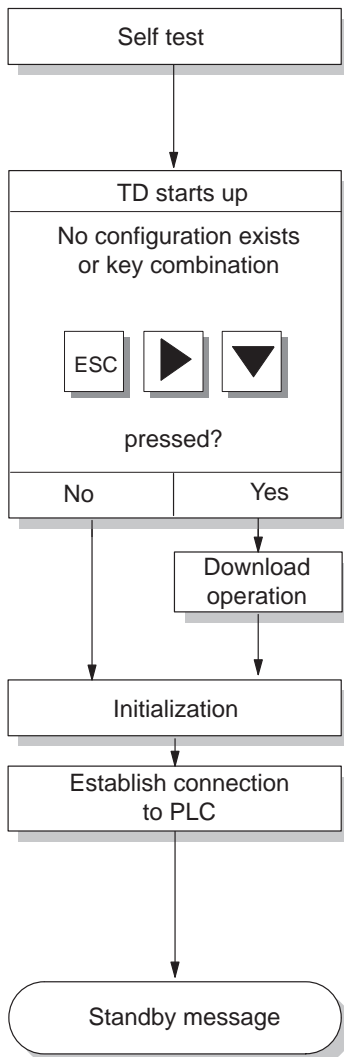 Self test
TD starts up
No configuration exists
or key combination
ESC
pressed?
No
Yes
Download
operation
Initialization
Establish connection
to PLC
Standby message